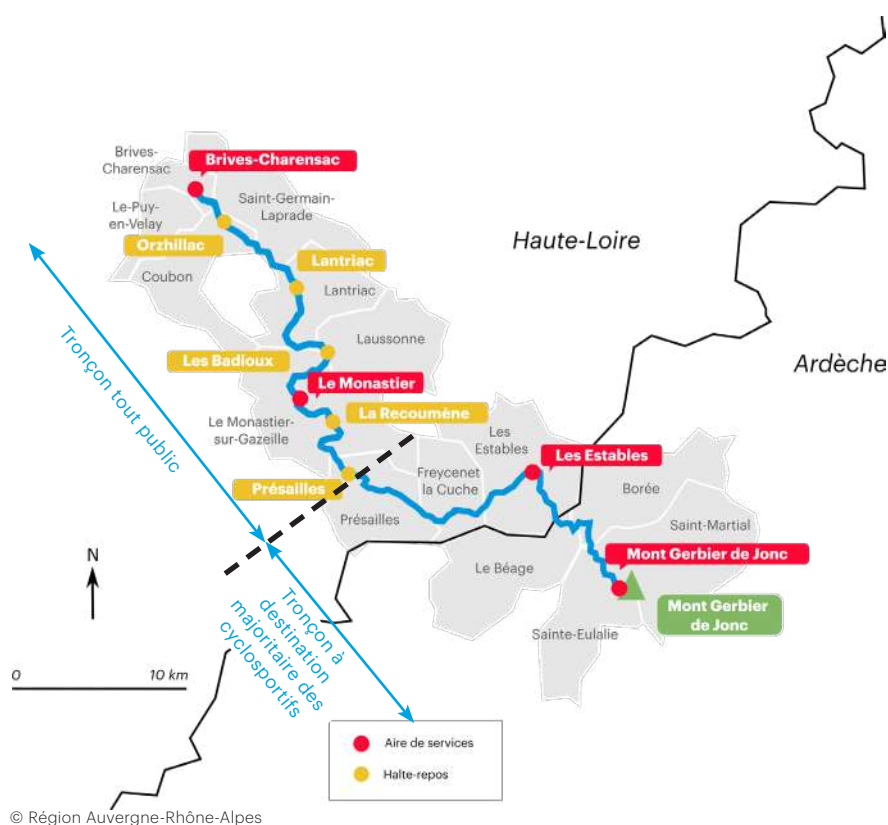 Brives-
Charensac
Brives-Charensac
Le-Puy-
en-Velay
Saint-Germain-
Laprade
Orzhillac
Coubon
Lantriac
Lantriac
Haute-Loire
Ardèche
Laussonne
Les Badioux
Le Monastier
La Recoumène
Le Monastier-
sur-Gazeille
Les
Estables
Les Estables
Freycenet
la Cuche
Présailles
Présailles
Borée
Saint-Martial
Mont Gerbier de Jonc
Le Béage
Mont Gerbier
de Jonc
Sainte-Eulalie
Tronçon tout public
Tronçon à
destination
majoritaire des
cyclosportifs
N
0
10 km
Aire de services
Halte-repos
© Région Auvergne-Rhône-Alpes